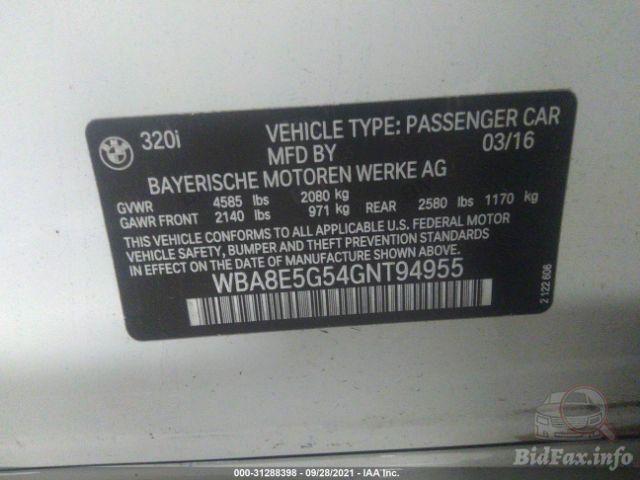 BMW
320i VEHICLE TYPE: PASSENGER CAR
MFD BY 03/16
BAYERISCHE MOTOREN WERKE AG
GVWR 4585 lbs 2080 kg
GAWR FRONT 2140 lbs 971 kg REAR 2580 lbs 1170 kg
THIS VEHICLE CONFORMS TO ALL APPLICABLE U.S. FEDERAL MOTOR
VEHICLE SAFETY, BUMPER AND THEFT PREVENTION STANDARDS
IN EFFECT ON THE DATE OF MANUFACTURE SHOWN ABOVE.
WBA8E5G54GNT94955
2 122 606
000-31288398 - 09/28/2021 - IAA Inc.
BidFax.info